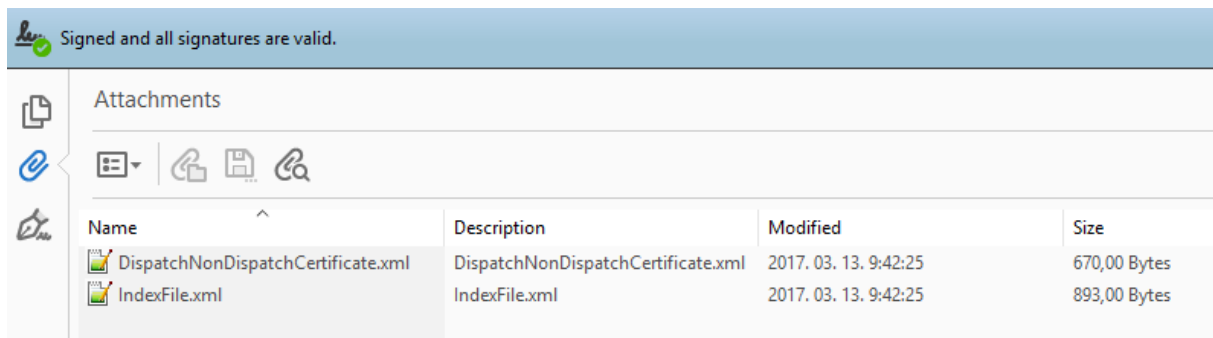 Signed and all signatures are valid.
Attachments
Name Description Modified Size
DispatchNonDispatchCertificate.xml DispatchNonDispatchCertificate.xml 2017. 03. 13. 9:42:25 670,00 Bytes
IndexFile.xml IndexFile.xml 2017. 03. 13. 9:42:25 893,00 Bytes